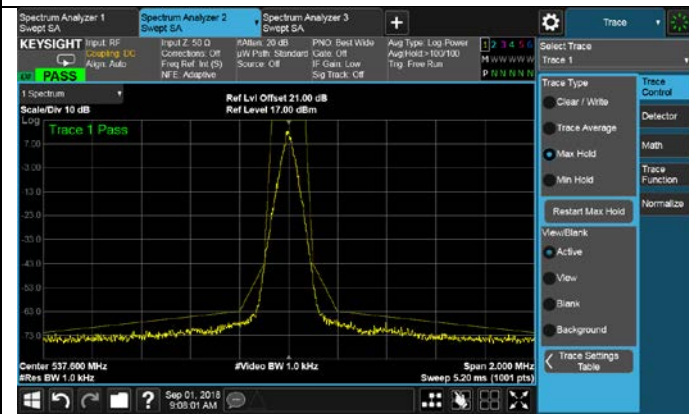 Spectrum Analyzer 1
Swept SA
Spectrum Analyzer 2
Swept SA
Spectrum Analyzer 3
Swept SA
+
Trace
KEYSIGHT
Input: RF
Coupling: DC
Align: Auto
Input Z: 50 Ω
Corrections: Off
Freq Ref: Int (S)
NFE: Adaptive
#Atten: 20 dB
µW Path: Standard
Source: Off
PNO: Best Wide
Gate: Off
IF Gain: Low
Sig Track: Off
Avg Type: Log-Power
Avg|Hold:>100/100
Trig: Free Run
1 2 3 4 5 6
M W W W W W
P N N N N N
PASS
Select Trace
Trace 1
1 Spectrum
Scale/Div 10 dB
Ref Lvl Offset 21.00 dB
Ref Level 17.00 dBm
Log
Trace 1 Pass
7.00
-3.00
-13.0
-23.0
-33.0
-43.0
-53.0
-63.0
-73.0
Center 537.600 MHz
#Res BW 1.0 kHz
#Video BW 1.0 kHz
Span 2.000 MHz
Sweep 5.20 ms (1001 pts)
Trace Type
Clear / Write
Trace Average
Max Hold
Min Hold
Restart Max Hold
View/Blank
Active
View
Blank
Background
Trace Settings
Table
Trace
Control
Detector
Math
Trace
Function
Normalize
?
Sep 01, 2018
9:08:01 AM